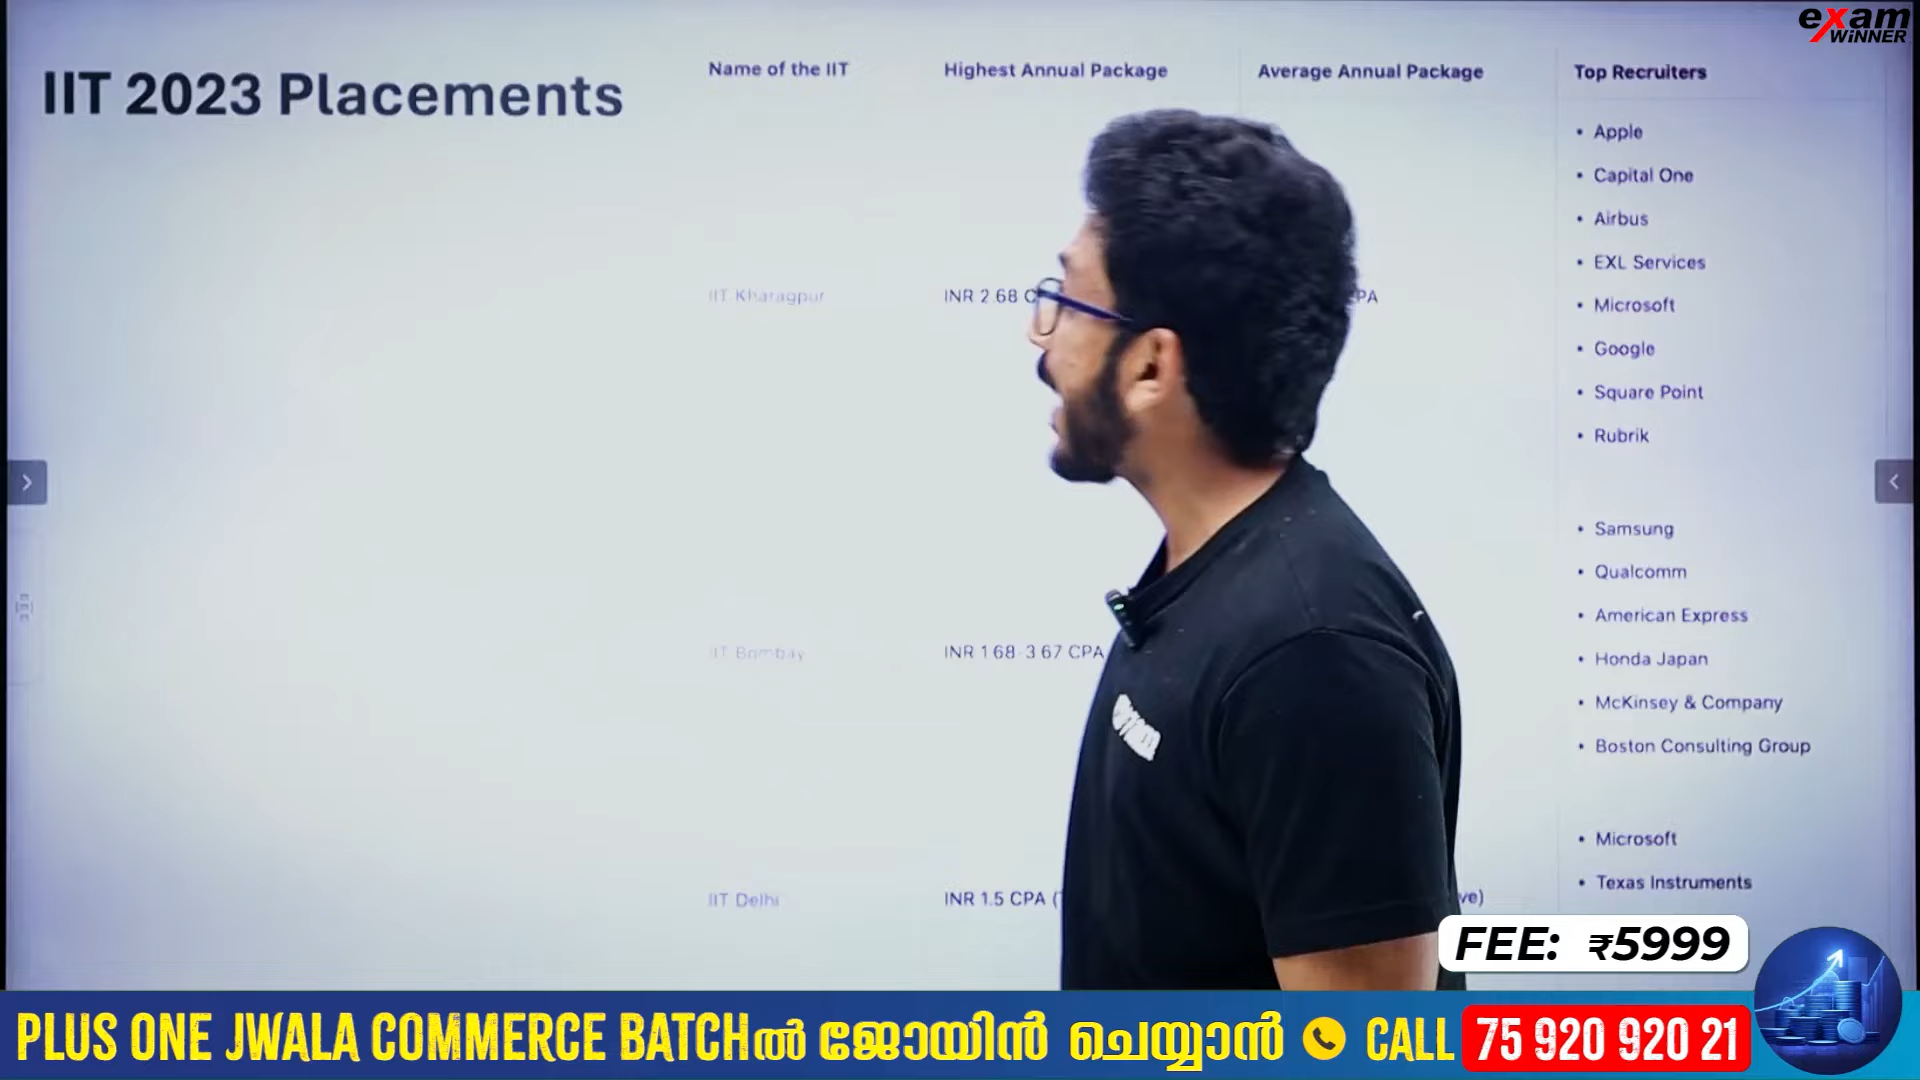 exam
WINNER
IIT 2023 Placements
Name of the IIT
Highest Annual Package
Average Annual Package
Top Recruiters
IIT Kharagpur
INR 2.68
PA
• Apple
• Capital One
• Airbus
• EXL Services
• Microsoft
• Google
• Square Point
• Rubrik
IIT Bombay
INR 1.68-3.67 CPA
• Samsung
• Qualcomm
• American Express
• Honda Japan
• McKinsey & Company
• Boston Consulting Group
IIT Delhi
INR 1.5 CPA (
ve)
• Microsoft
• Texas Instruments
FEE: ₹5999
PLUS ONE JWALA COMMERCE BATCHൽ ജോയിൻ ചെയ്യാൻ CALL 75 920 920 21